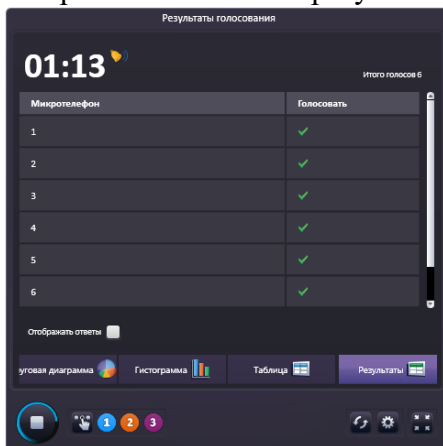 Результаты голосования
01:13
Итого голосов 6
Микротелефон Голосовать
1
2
3
4
5
6
Отображать ответы
уговая диаграмма Гистограмма Таблица Результаты
1 2 3